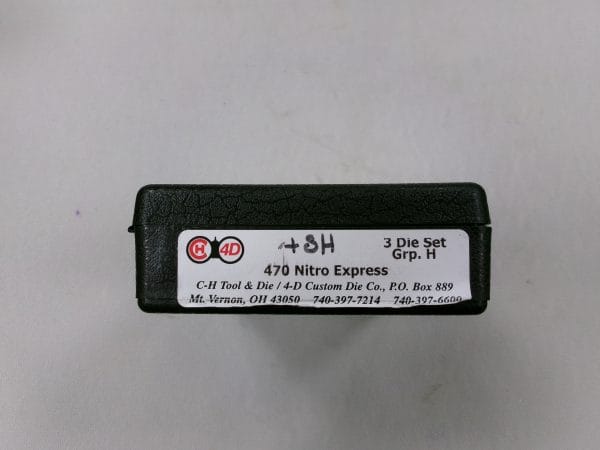 CH 4D
+SH
3 Die Set
Grp. H
470 Nitro Express
C-H Tool & Die / 4-D Custom Die Co., P.O. Box 889
Mt. Vernon, OH 43050 740-397-7214 740-397-6600